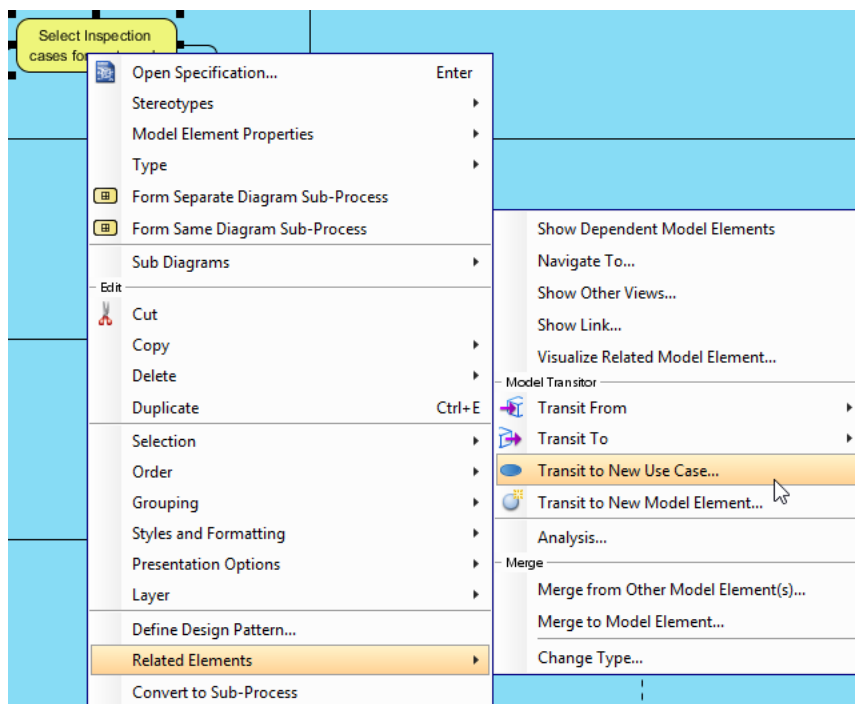 Select Inspection
cases for
Open Specification... Enter
Stereotypes
Model Element Properties
Type
Form Separate Diagram Sub-Process
Form Same Diagram Sub-Process
Sub Diagrams
Edit
Cut
Copy
Delete
Duplicate Ctrl+E
Selection
Order
Grouping
Styles and Formatting
Presentation Options
Layer
Define Design Pattern...
Related Elements
Convert to Sub-Process
Show Dependent Model Elements
Navigate To...
Show Other Views...
Show Link...
Visualize Related Model Element...
Model Transitor
Transit From
Transit To
Transit to New Use Case...
Transit to New Model Element...
Analysis...
Merge
Merge from Other Model Element(s)...
Merge to Model Element...
Change Type...